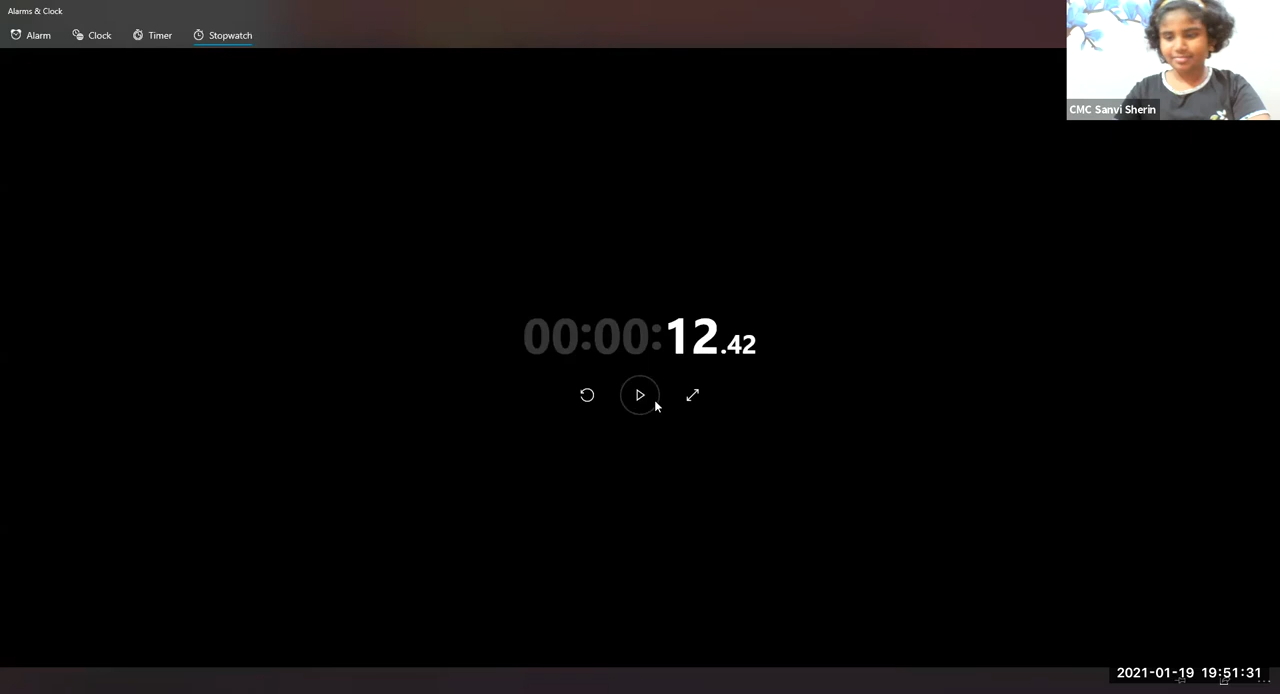 Alarms & Clock
Alarm Clock Timer Stopwatch
CMC Sanvi Sherin
00:00:12.42
2021-01-19 19:51:31